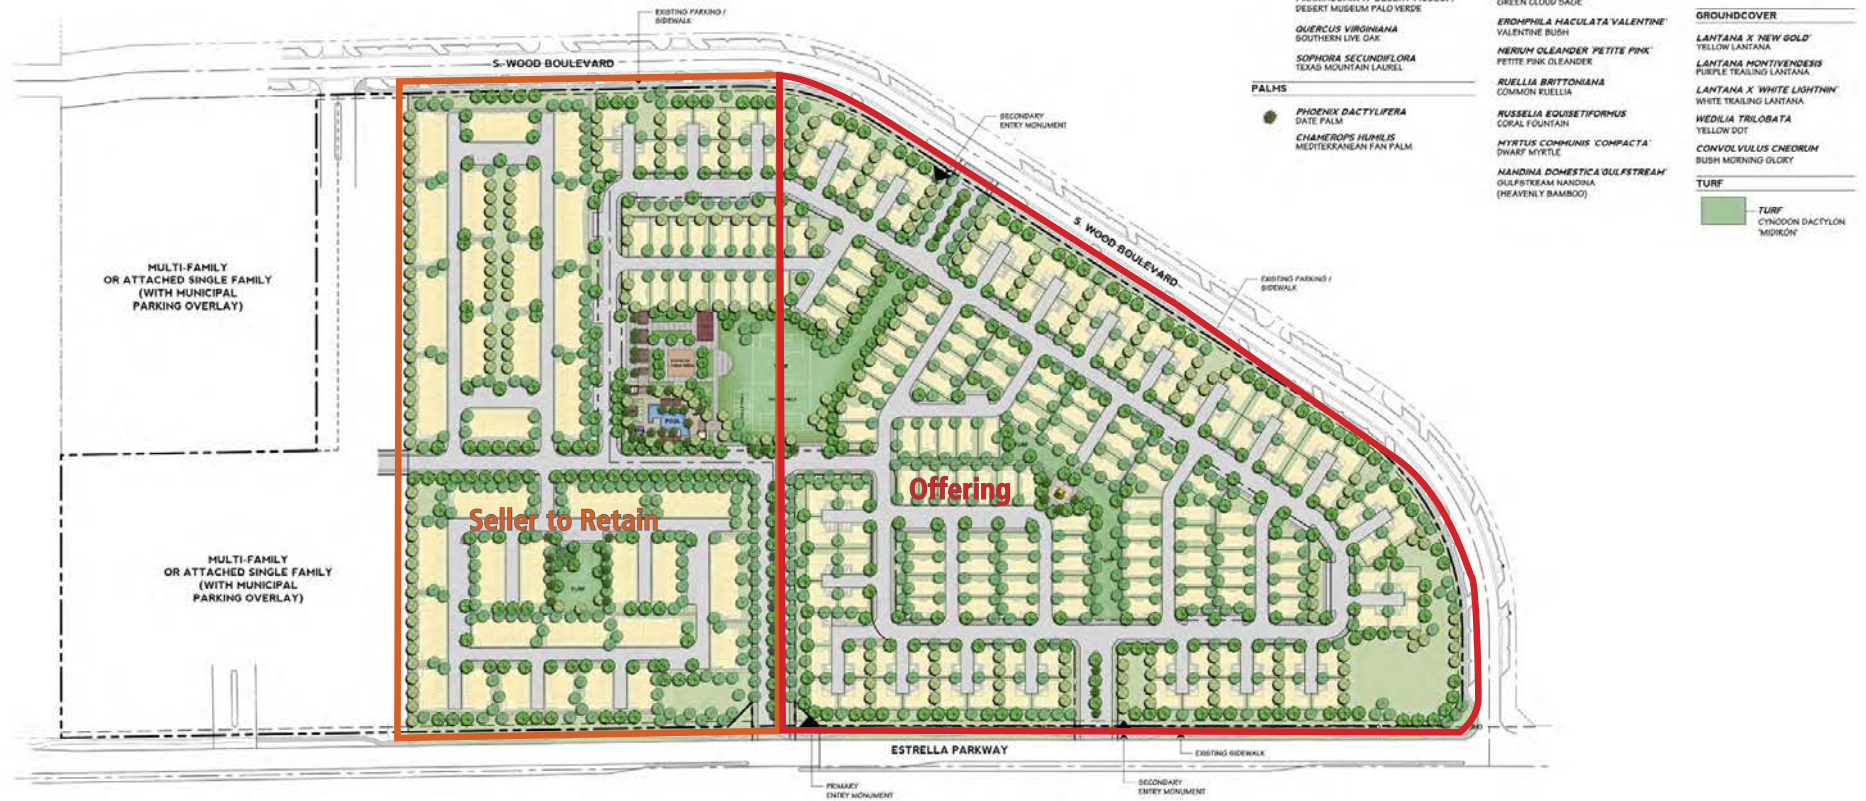 EXISTING PARKING /
SIDEWALK
S. WOOD BOULEVARD
SECONDARY
ENTRY MONUMENT
S. WOOD BOULEVARD
EXISTING PARKING /
SIDEWALK
MULTI-FAMILY
OR ATTACHED SINGLE FAMILY
(WITH MUNICIPAL
PARKING OVERLAY)
POOL
TURF
Offering
Seller to Retain
MULTI-FAMILY
OR ATTACHED SINGLE FAMILY
(WITH MUNICIPAL
PARKING OVERLAY)
TURF
ESTRELLA PARKWAY
EXISTING SIDEWALK
PRIMARY
ENTRY MONUMENT
SECONDARY
ENTRY MONUMENT
DESERT MUSEUM PALO VERDE
QUERCUS VIRGINIANA
SOUTHERN LIVE OAK
SOPHORA SECUNDIFLORA
TEXAS MOUNTAIN LAUREL
PALMS
PHOENIX DACTYLIFERA
DATE PALM
CHAMEROPS HUMILIS
MEDITERRANEAN FAN PALM
GREEN CLOUD SAGE
EROMPHILA MACULATA 'VALENTINE'
VALENTINE BUSH
NERIUM OLEANDER 'PETITE PINK'
PETITE PINK OLEANDER
RUELLIA BRITTONIANA
COMMON RUELLIA
RUSSELIA EQUISETIFORMUS
CORAL FOUNTAIN
MYRTUS COMMUNIS 'COMPACTA'
DWARF MYRTLE
NANDINA DOMESTICA 'GULFSTREAM'
GULFSTREAM NANDINA
(HEAVENLY BAMBOO)
GROUNDCOVER
LANTANA X 'NEW GOLD'
YELLOW LANTANA
LANTANA MONTIVENDESIS
PURPLE TRAILING LANTANA
LANTANA X 'WHITE LIGHTNIN'
WHITE TRAILING LANTANA
WEDILIA TRILOBATA
YELLOW DOT
CONVOLVULUS CNEORUM
BUSH MORNING GLORY
TURF
TURF
CYNODON DACTYLON
'MIDIRON'